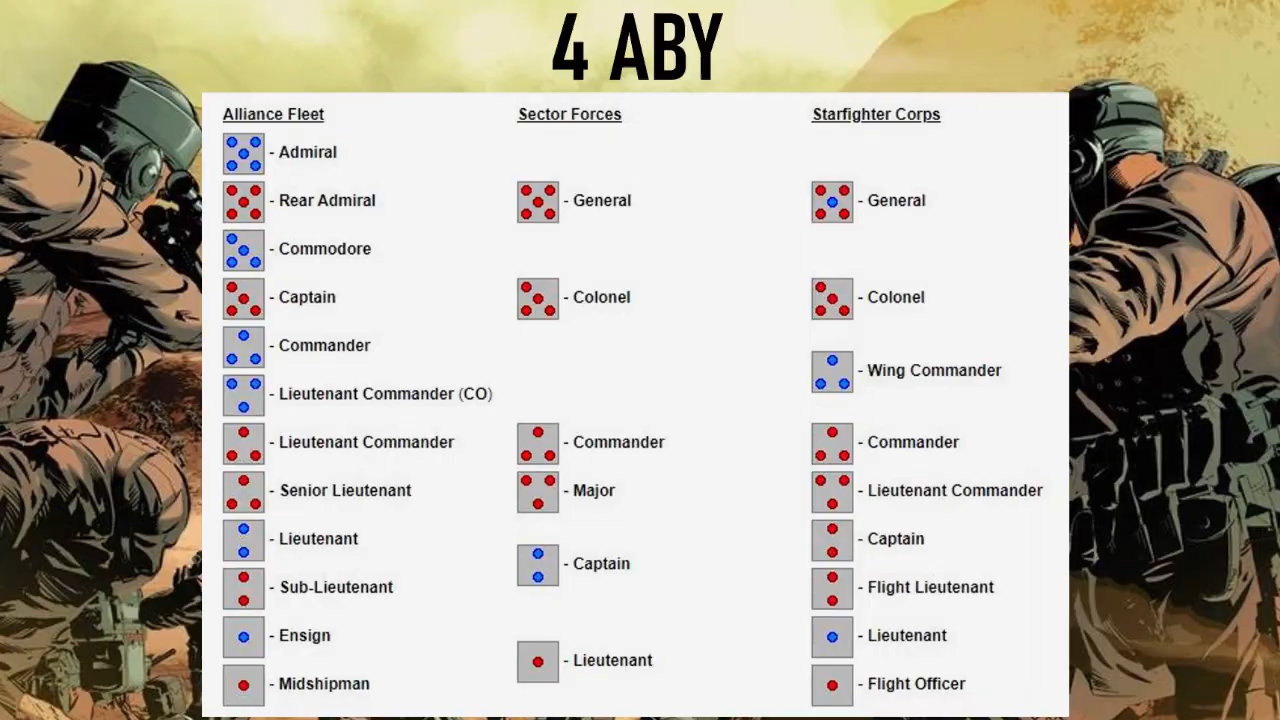 4 ABY
Alliance Fleet
- Admiral
- Rear Admiral
- Commodore
- Captain
- Commander
- Lieutenant Commander (CO)
- Lieutenant Commander
- Senior Lieutenant
- Lieutenant
- Sub-Lieutenant
- Ensign
- Midshipman
Sector Forces
- General
- Colonel
- Commander
- Major
- Captain
- Lieutenant
Starfighter Corps
- General
- Colonel
- Wing Commander
- Commander
- Lieutenant Commander
- Captain
- Flight Lieutenant
- Lieutenant
- Flight Officer